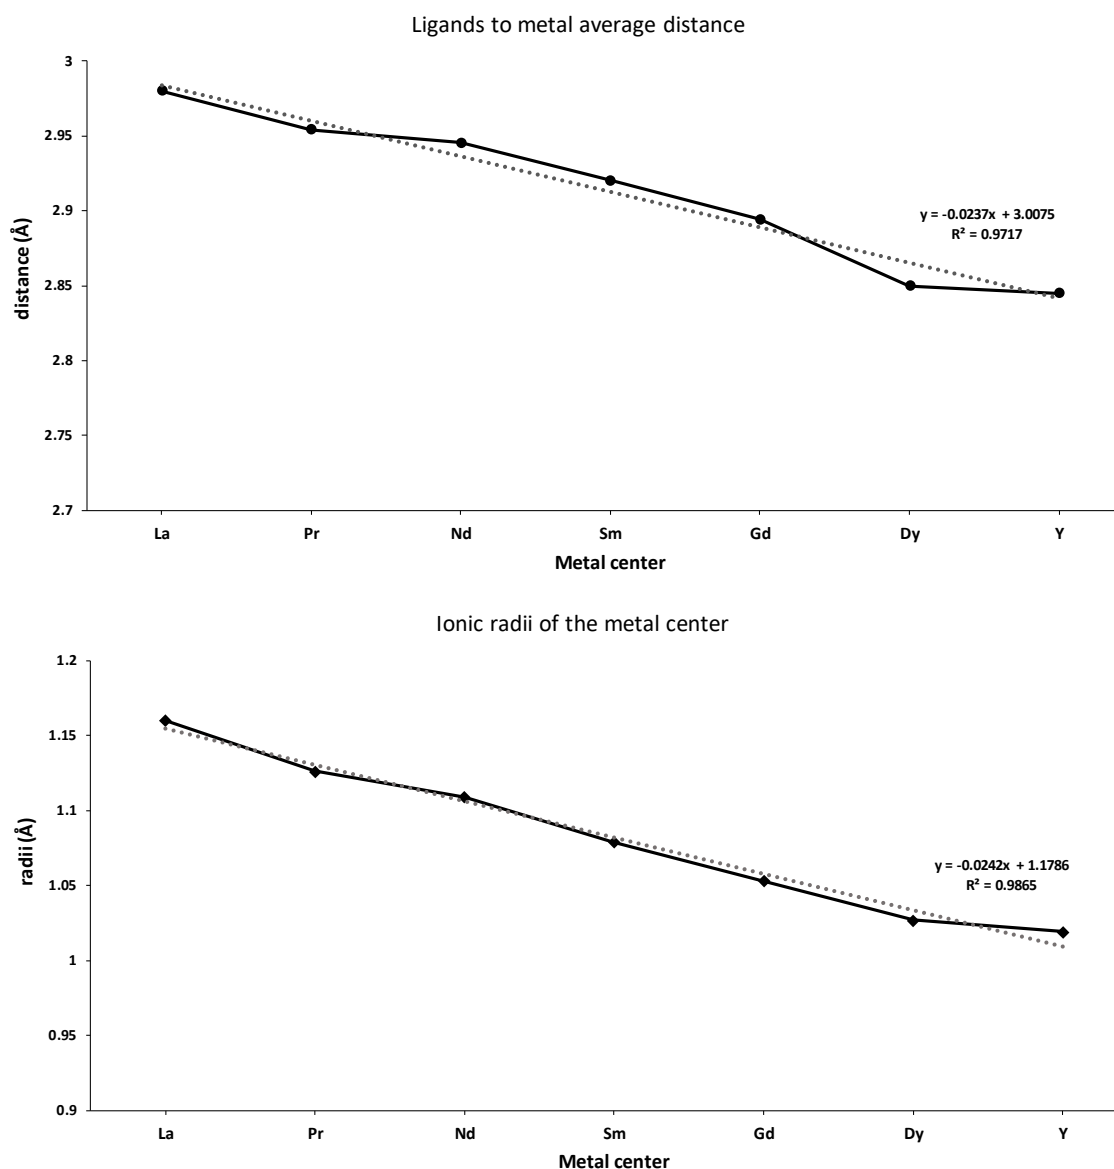 Ligands to metal average distance
3
2.95
2.9
2.85
2.8
2.75
2.7
distance (Å)
y = -0.0237x + 3.0075
R² = 0.9717
La Pr Nd Sm Gd Dy Y
Metal center
Ionic radii of the metal center
1.2
1.15
1.1
1.05
1
0.95
0.9
radii (Å)
y = -0.0242x + 1.1786
R² = 0.9865
La Pr Nd Sm Gd Dy Y
Metal center